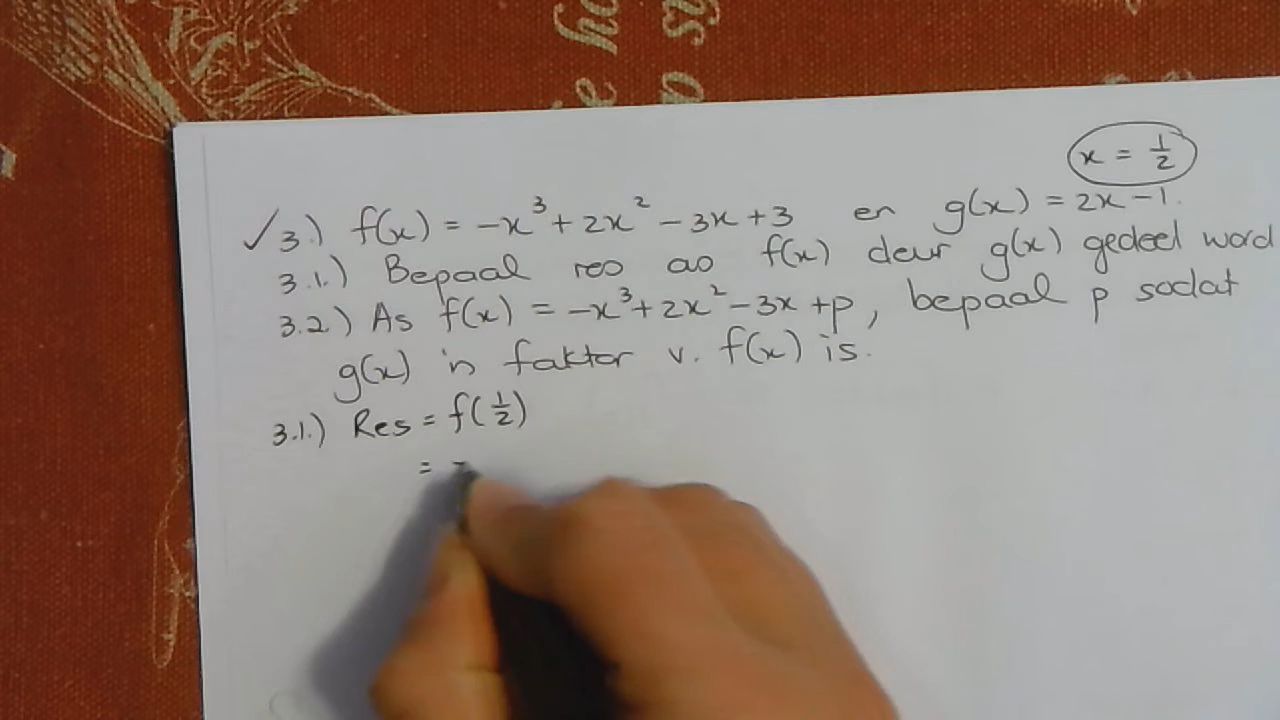 x = 1/2
✓3.) f(x) = -x³ + 2x² - 3x + 3 en g(x) = 2x - 1.
3.1.) Bepaal res as f(x) deur g(x) gedeel word
3.2.) As f(x) = -x³ + 2x² - 3x + p, bepaal p sodat
g(x) 'n faktor v. f(x) is.
3.1.) Res = f(1/2)
= -